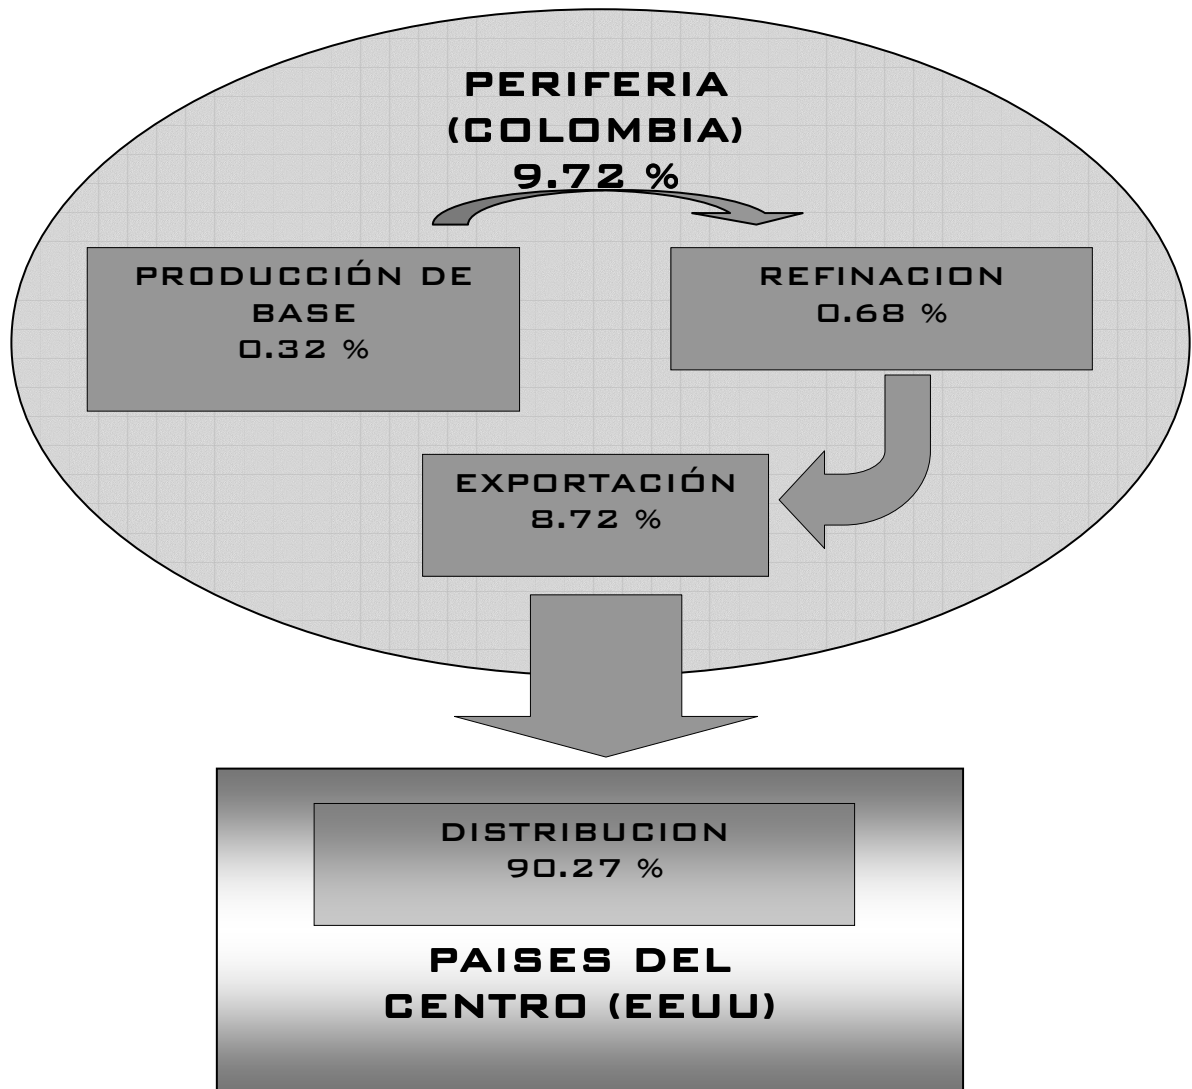 PERIFERIA
(COLOMBIA)
9.72 %
PRODUCCIÓN DE
BASE
0.32 %
REFINACION
0.68 %
EXPORTACIÓN
8.72 %
DISTRIBUCION
90.27 %
PAISES DEL
CENTRO (EEUU)